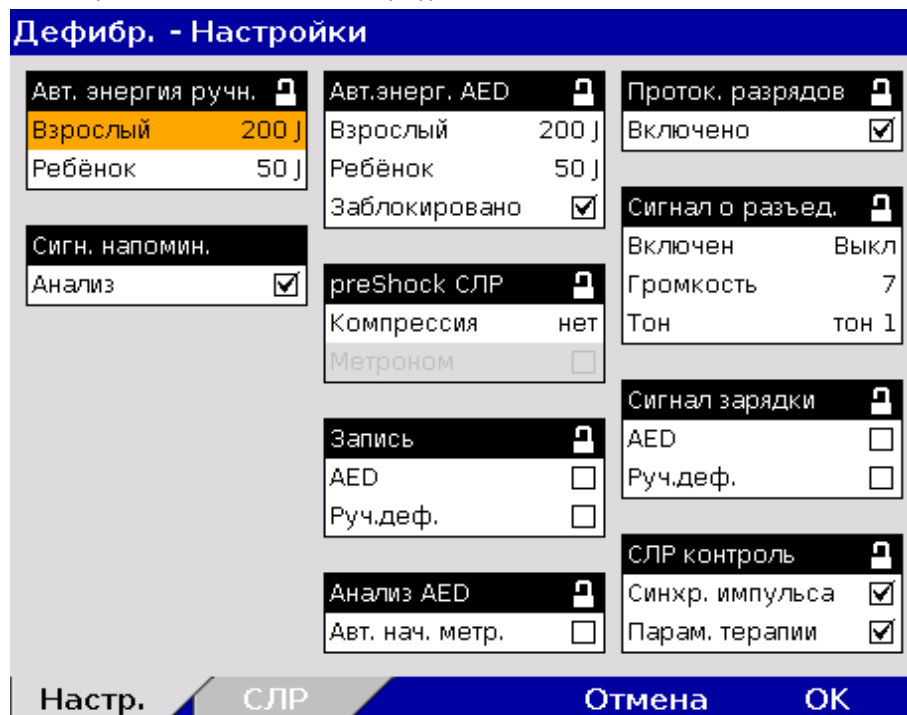 Дефибр. - Настройки
Авт. энергия ручн.
Взрослый 200 J
Ребёнок 50 J
Сигн. напомин.
Анализ
Авт.энерг. AED
Взрослый 200 J
Ребёнок 50 J
Заблокировано
preShock СЛР
Компрессия нет
Метроном
Запись
AED
Руч.деф.
Анализ AED
Авт. нач. метр.
Проток. разрядов
Включено
Сигнал о разъед.
Включен Выкл
Громкость 7
Тон тон 1
Сигнал зарядки
AED
Руч.деф.
СЛР контроль
Синхр. импульса
Парам. терапии
Настр. СЛР Отмена OK